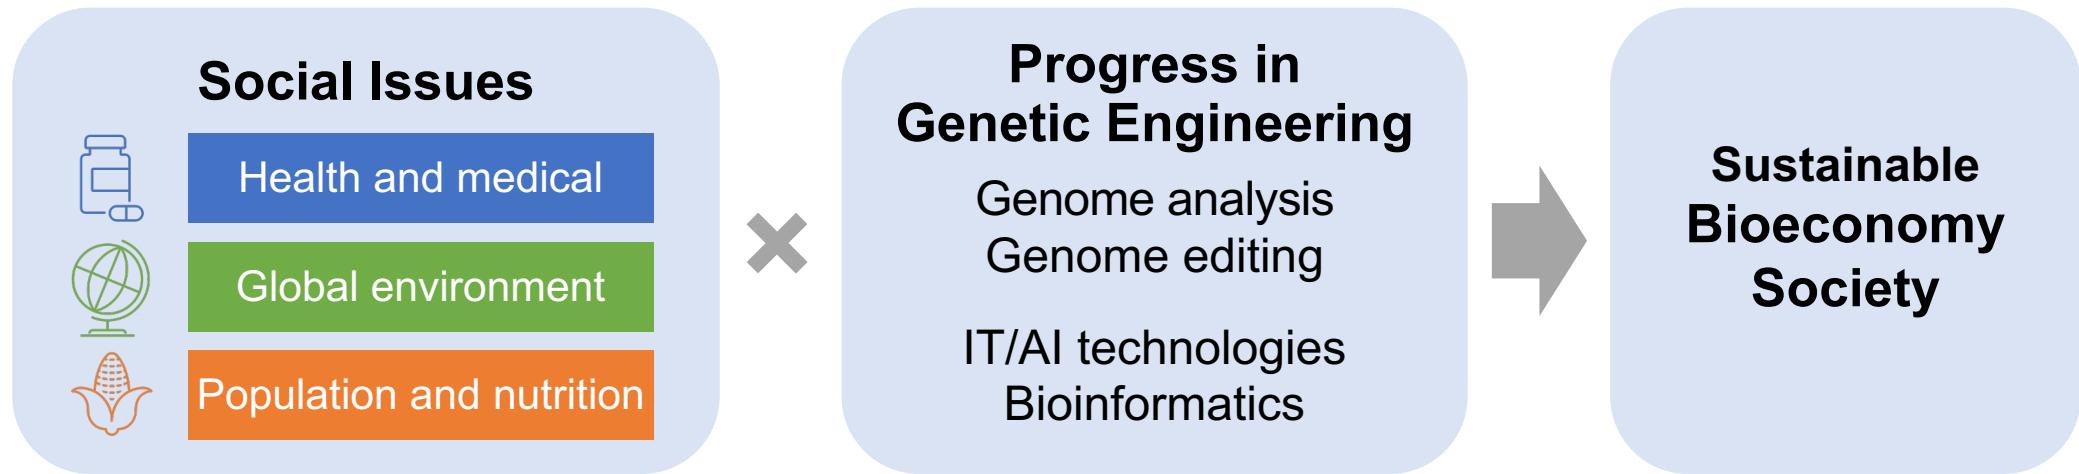 Social Issues
Health and medical
Global environment
Population and nutrition
Progress in
Genetic Engineering
Genome analysis
Genome editing
IT/AI technologies
Bioinformatics
Sustainable
Bioeconomy
Society